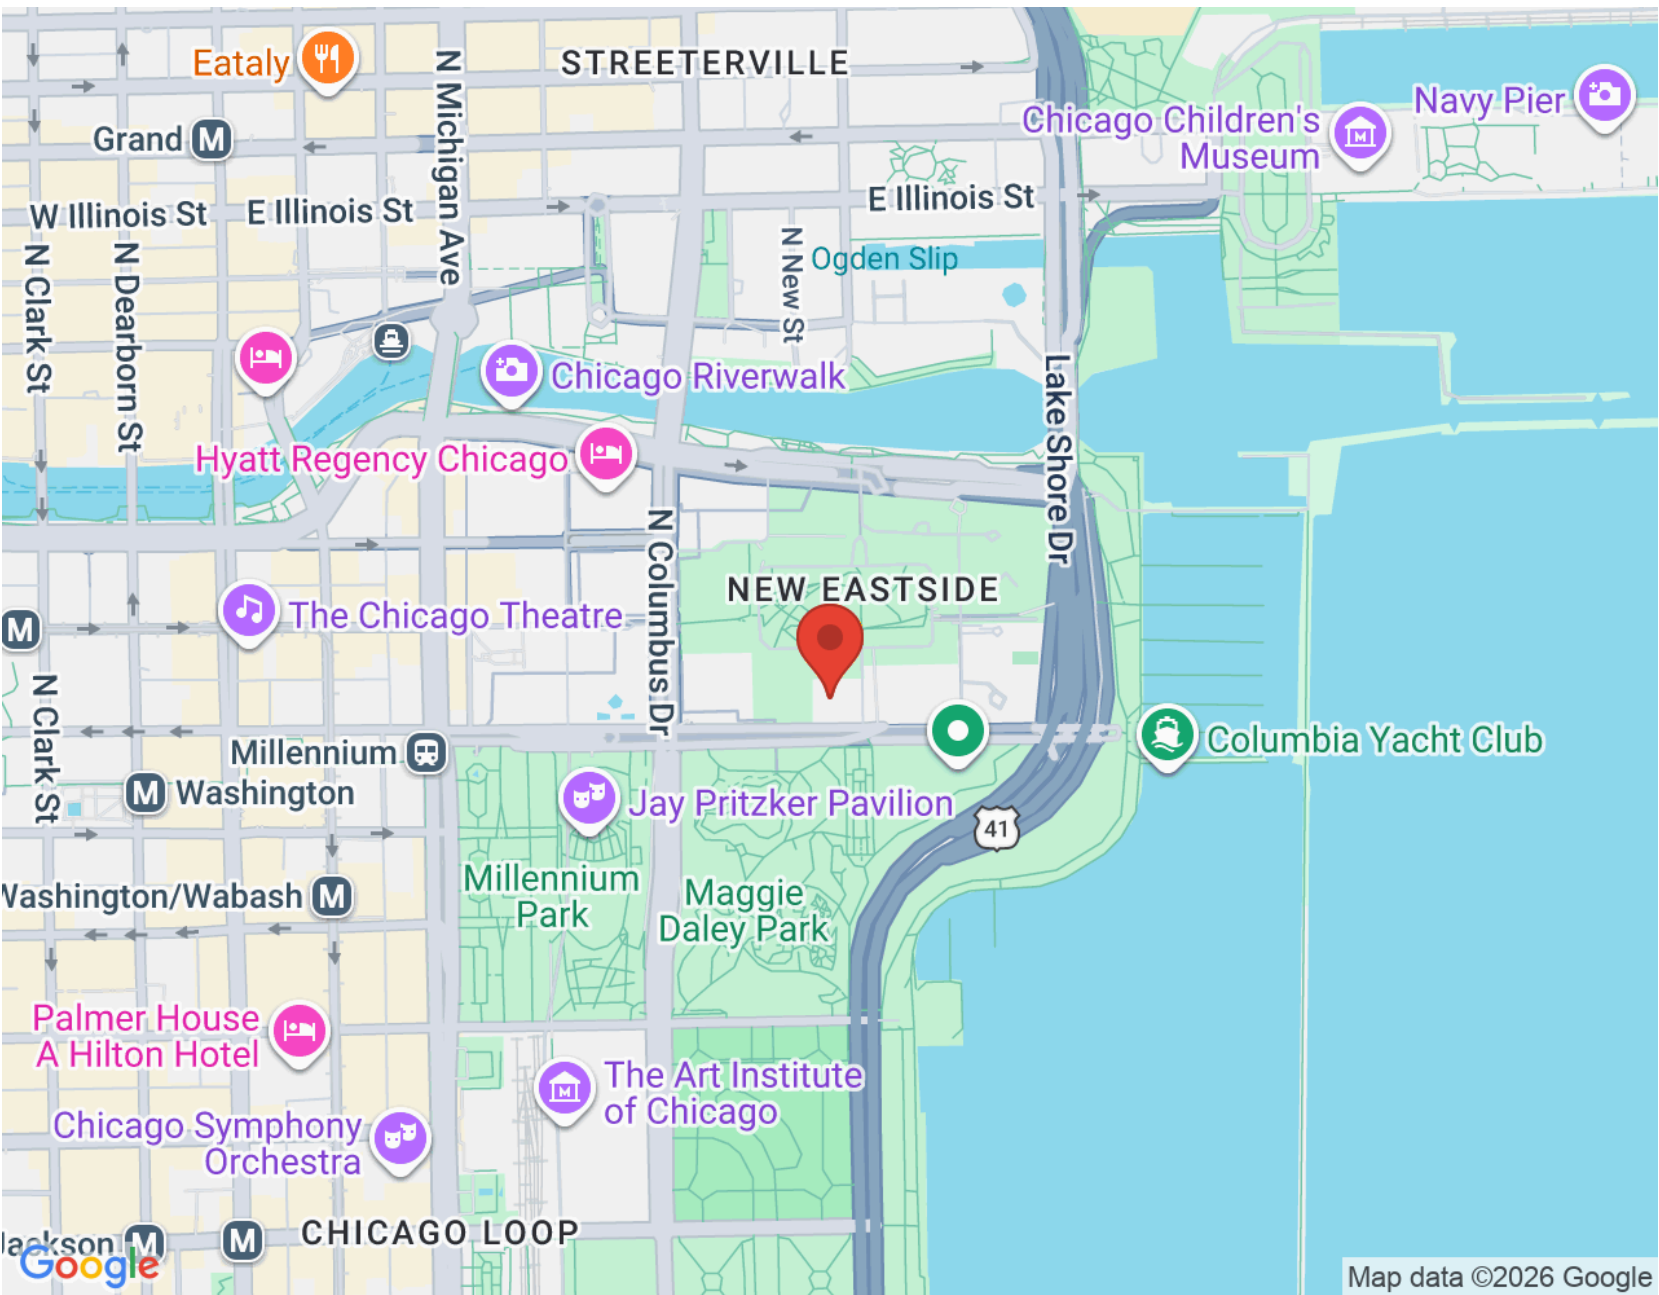 Eataly
STREETERVILLE
Navy Pier
Chicago Children's
Museum
Grand
M
N Michigan Ave
W Illinois St
E Illinois St
E Illinois St
N Clark St
N Dearborn St
N New St
Ogden Slip
Chicago Riverwalk
Lake Shore Dr
Hyatt Regency Chicago
N Columbus Dr
NEW EASTSIDE
M
The Chicago Theatre
N Clark St
Millennium
Columbia Yacht Club
M
Washington
Jay Pritzker Pavilion
41
Washington/Wabash
M
Millennium
Park
Maggie
Daley Park
Palmer House
A Hilton Hotel
The Art Institute
of Chicago
Chicago Symphony
Orchestra
CHICAGO LOOP
Jackson
M
M
Google
Map data ©2026 Google